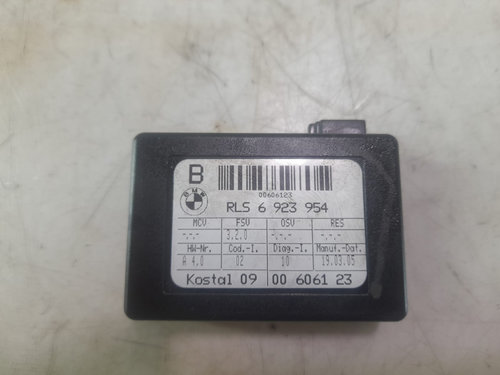 B
00606123
BMW
RLS 6 923 954
MCV FSV OSV RES
-.-.- 3.2.0 -.-.- -.-.-
HW-Nr. Cod.-I. Diag.-I. Manuf.-Dat.
A 4.0 02 10 19.03.05
Kostal 09 00 6061 23